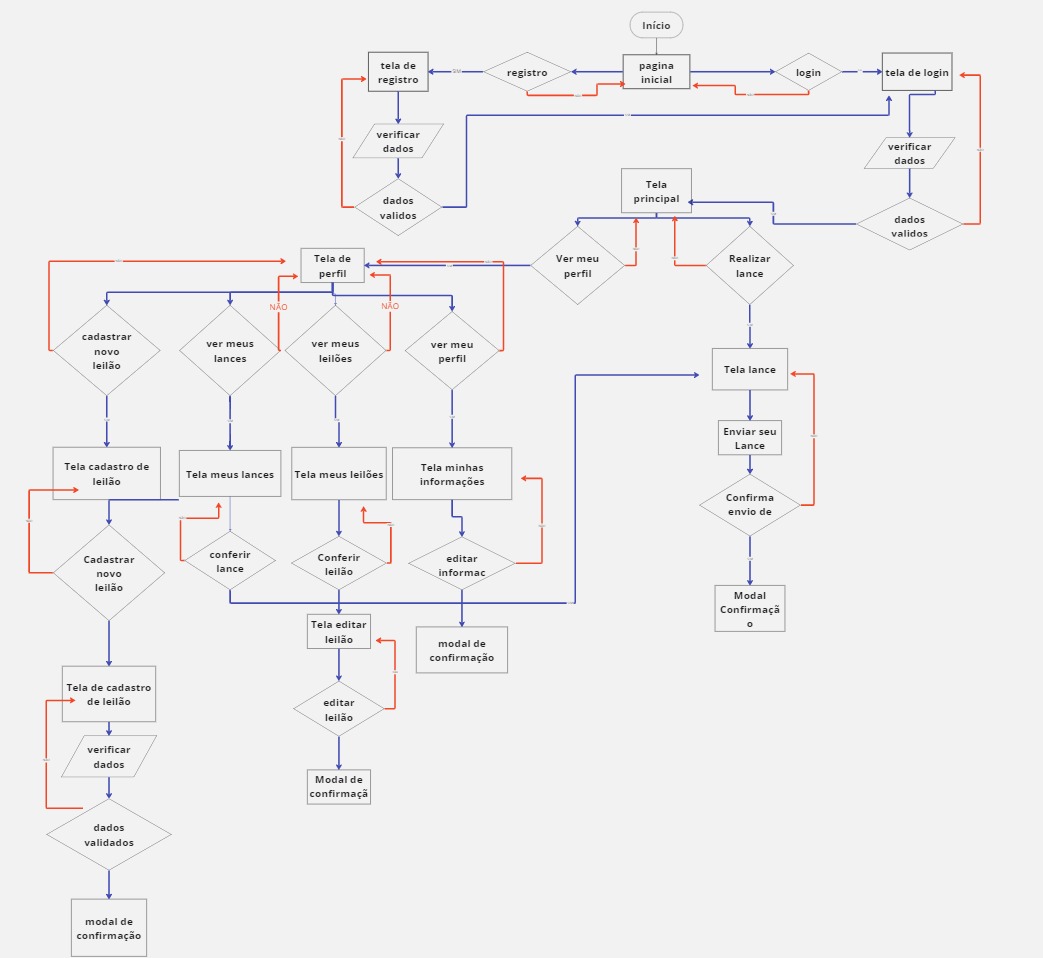 Início
tela de
registro
SIM
registro
pagina
inicial
login
tela de login
verificar
dados
verificar
dados
dados
validos
Tela
principal
dados
validos
Tela de
perfil
Ver meu
perfil
Realizar
lance
NÃO
NÃO
cadastrar
novo
leilão
ver meus
lances
ver meus
leilões
ver meu
perfil
Tela lance
Enviar seu
Lance
Tela cadastro de
leilão
Tela meus lances
Tela meus leilões
Tela minhas
informações
Confirma
envio de
Cadastrar
novo
leilão
conferir
lance
Conferir
leilão
editar
informac
Modal
Confirmaçã
o
Tela editar
leilão
modal de
confirmação
Tela de cadastro
de leilão
editar
leilão
verificar
dados
Modal de
confirmaçã
dados
validados
modal de
confirmação